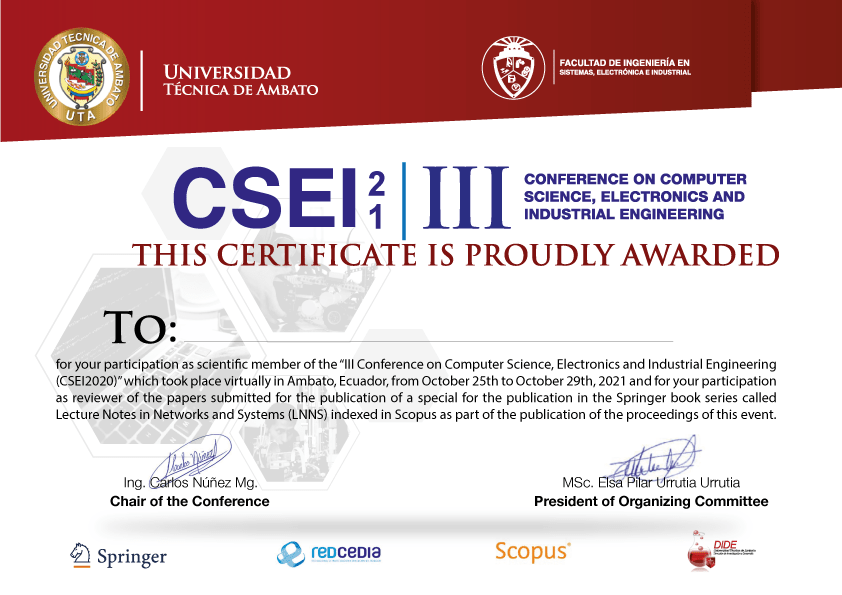 UNIVERSIDAD TÉCNICA DE AMBATO
UTA
UNIVERSIDAD
TÉCNICA DE AMBATO
FACULTAD DE INGENIERÍA EN
SISTEMAS, ELECTRÓNICA E INDUSTRIAL
CSEI 21
III
CONFERENCE ON COMPUTER
SCIENCE, ELECTRONICS AND
INDUSTRIAL ENGINEERING
THIS CERTIFICATE IS PROUDLY AWARDED
TO:
for your participation as scientific member of the “III Conference on Computer Science, Electronics and Industrial Engineering
(CSEI2020)” which took place virtually in Ambato, Ecuador, from October 25th to October 29th, 2021 and for your participation
as reviewer of the papers submitted for the publication of a special for the publication in the Springer book series called
Lecture Notes in Networks and Systems (LNNS) indexed in Scopus as part of the publication of the proceedings of this event.
Ing. Carlos Núñez Mg.
Chair of the Conference
MSc. Elsa Pilar Urrutia Urrutia
President of Organizing Committee
Springer
redcedia
Scopus®
DIDE